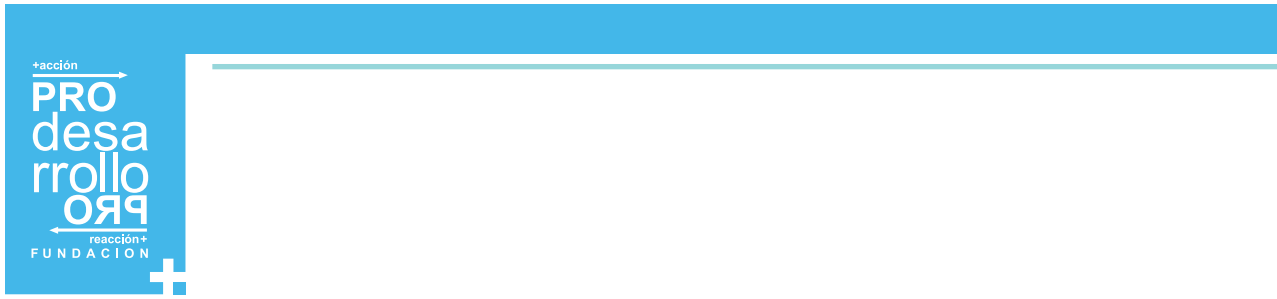 +acción
PRO
desa
rrollo
PRO
reacción+
FUNDACION